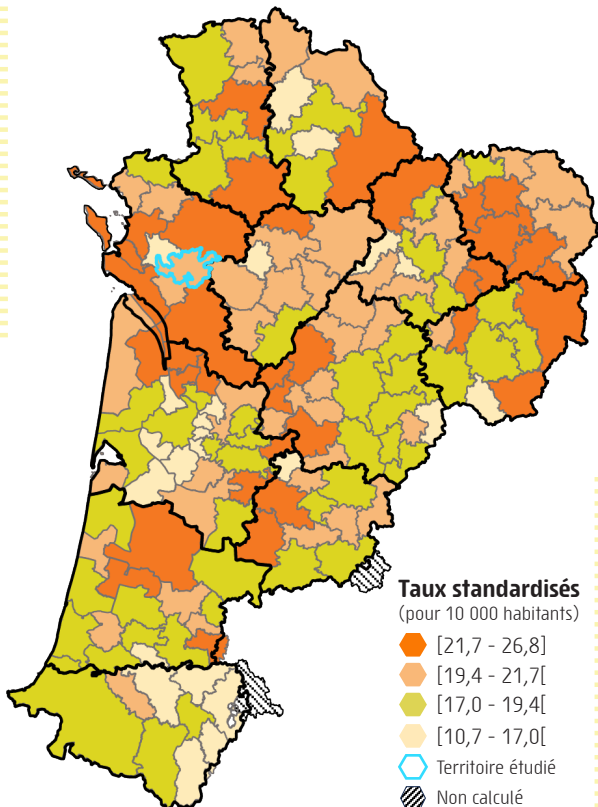 Taux standardisés
(pour 10 000 habitants)
[21,7 - 26,8]
[19,4 - 21,7[
[17,0 - 19,4[
[10,7 - 17,0[
Territoire étudié
Non calculé